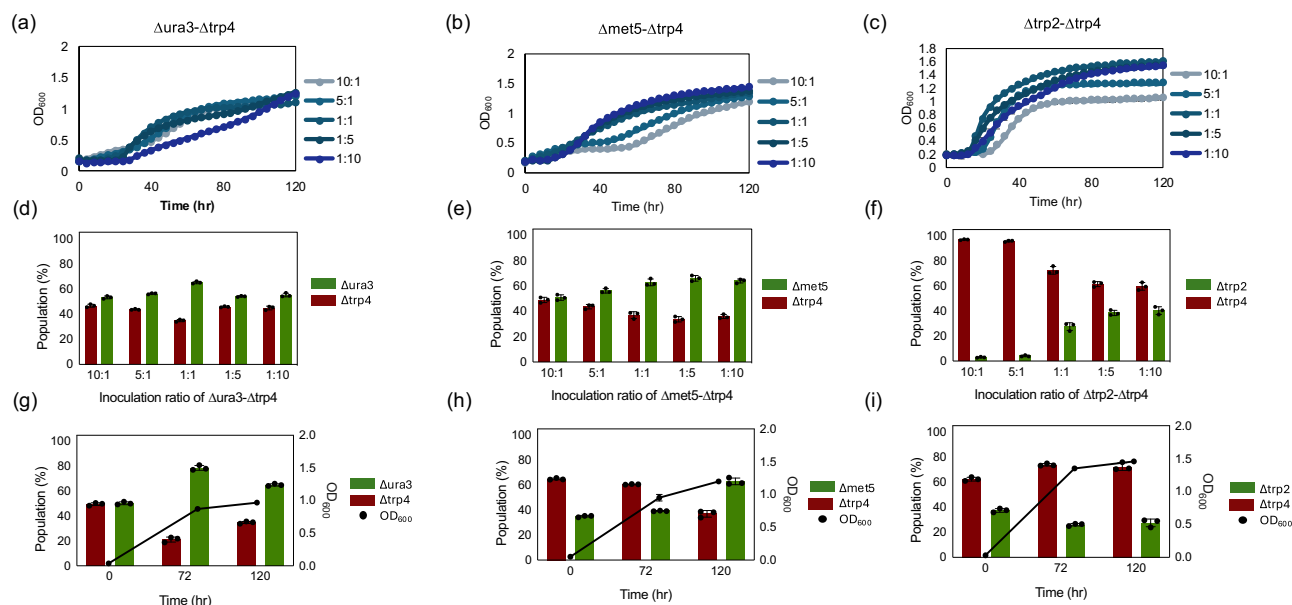 (a)
Δura3-Δtrp4
OD600
2
1.5
1
0.5
0
0
40
80
120
Time (hr)
10:1
5:1
1:1
1:5
1:10
(b)
Δmet5-Δtrp4
OD600
2
1.5
1
0.5
0
0
40
80
120
Time (hr)
10:1
5:1
1:1
1:5
1:10
(c)
Δtrp2-Δtrp4
OD600
1.8
1.6
1.4
1.2
1
0.8
0.6
0.4
0.2
0
40
80
120
Time (hr)
10:1
5:1
1:1
1:5
1:10
(d)
Population (%)
100
80
60
40
20
0
10:1 5:1 1:1 1:5 1:10
Inoculation ratio of Δura3-Δtrp4
Δura3
Δtrp4
(e)
Population (%)
100
80
60
40
20
0
10:1 5:1 1:1 1:5 1:10
Inoculation ratio of Δmet5-Δtrp4
Δmet5
Δtrp4
(f)
Population (%)
100
80
60
40
20
0
10:1 5:1 1:1 1:5 1:10
Inoculation ratio of Δtrp2-Δtrp4
Δtrp2
Δtrp4
(g)
Population (%)
100
80
60
40
20
0
0 72 120
Time (hr)
2.0
1.5
1.0
0.5
0.0
OD600
Δura3
Δtrp4
OD600
(h)
Population (%)
100
80
60
40
20
0
0 72 120
Time (hr)
2.0
1.5
1.0
0.5
0.0
OD600
Δmet5
Δtrp4
OD600
(i)
Population (%)
100
80
60
40
20
0
0 72 120
Time (hr)
2.0
1.5
1.0
0.5
0.0
OD600
Δtrp2
Δtrp4
OD600